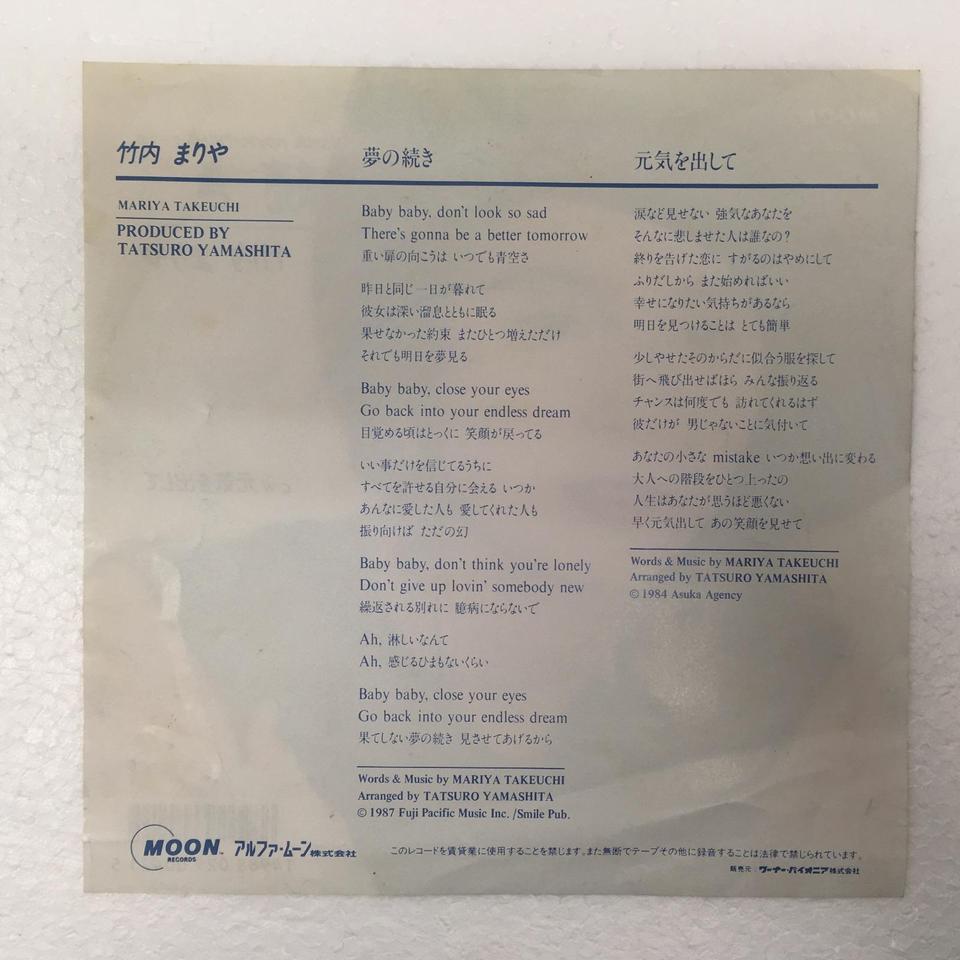 竹内 まりや
MARIYA TAKEUCHI
PRODUCED BY
TATSURO YAMASHITA
夢の続き
Baby baby, don't look so sad
There's gonna be a better tomorrow
重い扉の向こうは いつでも青空さ
昨日と同じ一日が暮れて
彼女は深い溜息とともに眠る
果せなかった約束 またひとつ増えただけ
それでも明日を夢見る
Baby baby, close your eyes
Go back into your endless dream
目覚める頃はとっくに 笑顔が戻ってる
いい事だけを信じてるうちに
すべてを許せる自分に会える いつか
あんなに愛した人も 愛してくれた人も
振り向けば ただの幻
Baby baby, don't think you're lonely
Don't give up lovin' somebody new
繰返される別れに 臆病にならないで
Ah, 淋しいなんて
Ah, 感じるひまもないくらい
Baby baby, close your eyes
Go back into your endless dream
果てしない夢の続き 見させてあげるから
Words & Music by MARIYA TAKEUCHI
Arranged by TATSURO YAMASHITA
© 1987 Fuji Pacific Music Inc. /Smile Pub.
元気を出して
涙など見せない 強気なあなたを
そんなに悲しませた人は誰なの?
終りを告げた恋に すがるのはやめにして
ふりだしから また始めればいい
幸せになりたい気持ちがあるなら
明日を見つけることは とても簡単
少しやせたそのからだに似合う服を探して
街へ飛び出せばほら みんな振り返る
チャンスは何度でも 訪れてくれるはず
彼だけが 男じゃないことに気付いて
あなたの小さな mistake いつか想い出に変わる
大人への階段をひとつ上ったの
人生はあなたが思うほど悪くない
早く元気出して あの笑顔を見せて
Words & Music by MARIYA TAKEUCHI
Arranged by TATSURO YAMASHITA
© 1984 Asuka Agency
MOON™ アルファ・ムーン株式会社
RECORDS
このレコードを賃貸業に使用することを禁じます。また無断でテープその他に録音することは法律で禁じられています。
販売元:ワーナー・パイオニア株式会社